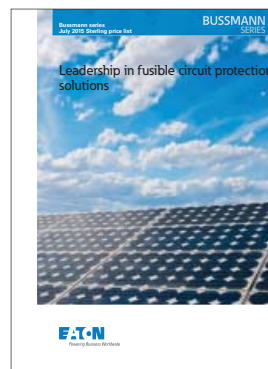 Bussmann series
July 2015 Sterling price list
BUSSMANN
SERIES
Leadership in fusible circuit protection
solutions
EATON
Powering Business Worldwide